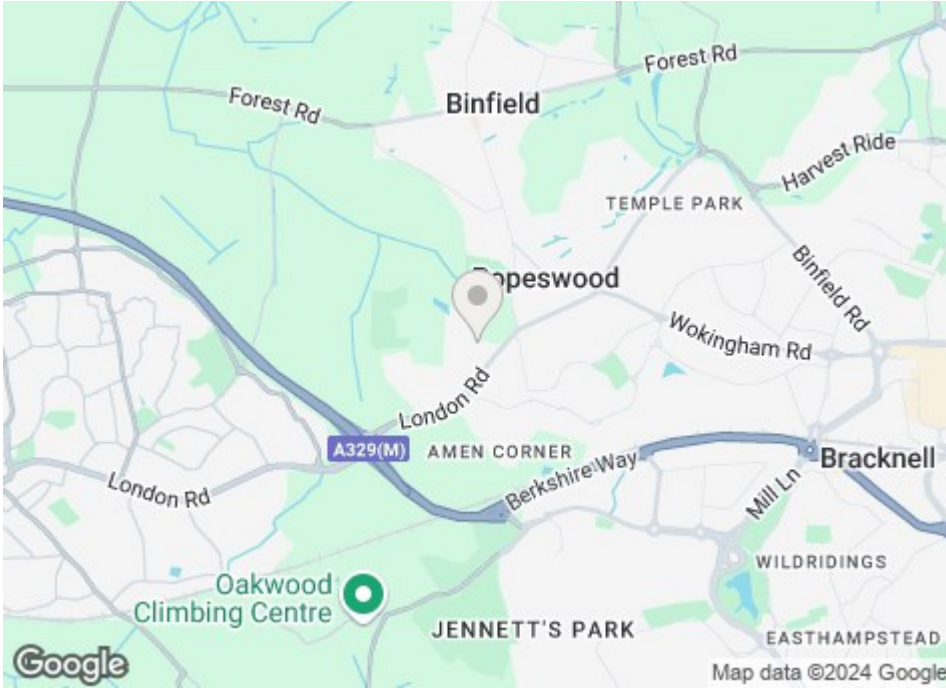 Forest Rd
Forest Rd
Binfield
Harvest Ride
TEMPLE PARK
Binfield Rd
Wokingham Rd
London Rd
A329(M)
AMEN CORNER
Berkshire Way
Bracknell
London Rd
Mill Ln
WILDRIDINGS
Oakwood
Climbing Centre
JENNETT'S PARK
EASTHAMPSTEAD
Google
Map data ©2024 Google